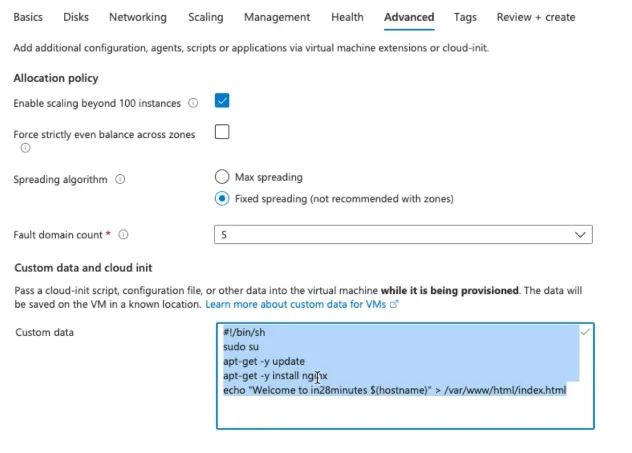 Basics Disks Networking Scaling Management Health Advanced Tags Review + create
Add additional configuration, agents, scripts or applications via virtual machine extensions or cloud-init.
Allocation policy
Enable scaling beyond 100 instances
Force strictly even balance across zones
Spreading algorithm
Max spreading
Fixed spreading (not recommended with zones)
Fault domain count *
5
Custom data and cloud init
Pass a cloud-init script, configuration file, or other data into the virtual machine while it is being provisioned. The data will
be saved on the VM in a known location. Learn more about custom data for VMs
Custom data
#!/bin/sh
sudo su
apt-get -y update
apt-get -y install nginx
echo "Welcome to in28minutes $(hostname)" > /var/www/html/index.html